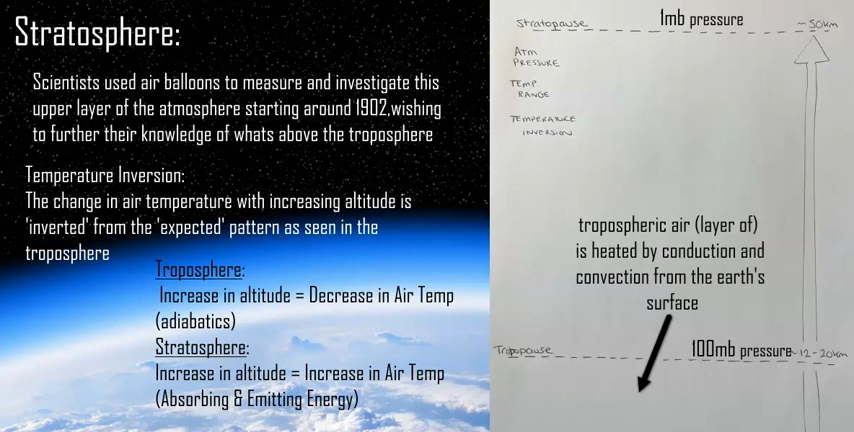 Stratosphere:
Scientists used air balloons to measure and investigate this
upper layer of the atmosphere starting around 1902,wishing
to further their knowledge of whats above the troposphere
Temperature Inversion:
The change in air temperature with increasing altitude is
'inverted' from the 'expected' pattern as seen in the
troposphere
Troposphere:
Increase in altitude = Decrease in Air Temp
(adiabatics)
Stratosphere:
Increase in altitude = Increase in Air Temp
(Absorbing & Emitting Energy)
Stratopause 1mb pressure ~50km
ATM
PRESSURE
TEMP
RANGE
TEMPERATURE
INVERSION
tropospheric air (layer of)
is heated by conduction and
convection from the earth's
surface
Tropopause 100mb pressure ~12-20km